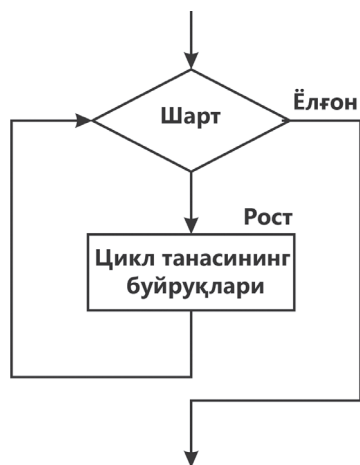 Ёлғон
Шарт
Рост
Цикл танасининг
буйруқлари